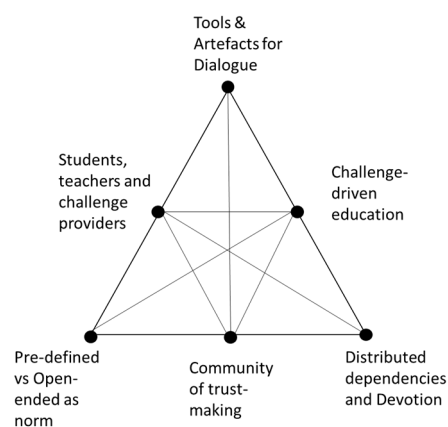 Tools &
Artefacts for
Dialogue
Students,
teachers and
challenge
providers
Challenge-
driven
education
Pre-defined
vs Open-
ended as
norm
Community
of trust-
making
Distributed
dependencies
and Devotion